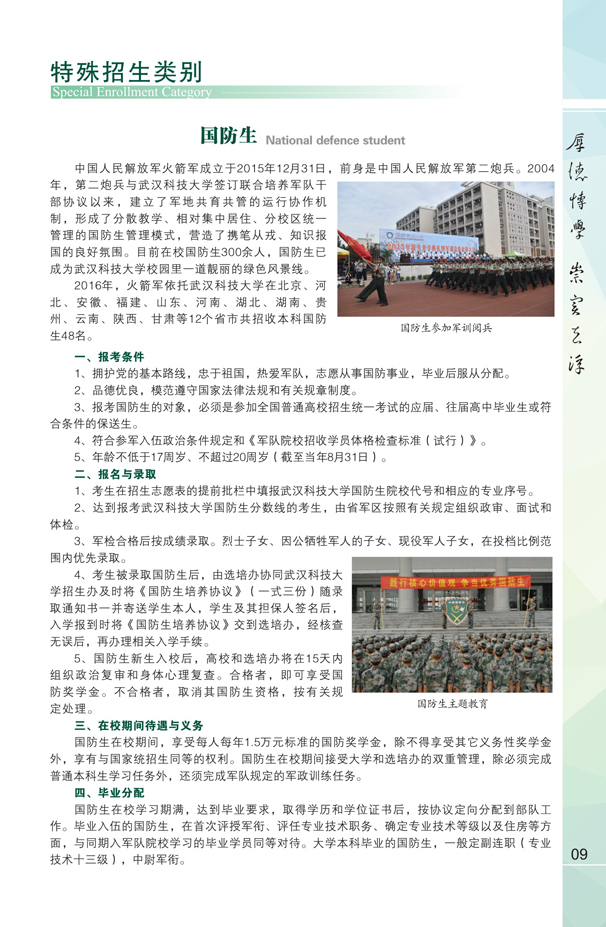 特殊招生类别
Special Enrollment Category
国防生 National defence student
中国人民解放军火箭军成立于2015年12月31日，前身是中国人民解放军第二炮兵。2004
年，第二炮兵与武汉科技大学签订联合培养军队干
部协议以来，建立了军地共育共管的运行协作机
制，形成了分散教学、相对集中居住、分校区统一
管理的国防生管理模式，营造了携笔从戎、知识报
国的良好氛围。目前在校国防生300余人，国防生已
成为武汉科技大学校园里一道靓丽的绿色风景线。
2016年，火箭军依托武汉科技大学在北京、河
北、安徽、福建、山东、河南、湖北、湖南、贵
州、云南、陕西、甘肃等12个省市共招收本科国防
生48名。
国防生参加军训阅兵
一、报考条件
1、拥护党的基本路线，忠于祖国，热爱军队，志愿从事国防事业，毕业后服从分配。
2、品德优良，模范遵守国家法律法规和有关规章制度。
3、报考国防生的对象，必须是参加全国普通高校招生统一考试的应届、往届高中毕业生或符
合条件的保送生。
4、符合参军入伍政治条件规定和《军队院校招收学员体格检查标准（试行）》。
5、年龄不低于17周岁、不超过20周岁（截至当年8月31日）。
二、报名与录取
1、考生在招生志愿表的提前批栏中填报武汉科技大学国防生院校代号和相应的专业序号。
2、达到报考武汉科技大学国防生分数线的考生，由省军区按照有关规定组织政审、面试和
体检。
3、军检合格后按成绩录取。烈士子女、因公牺牲军人的子女、现役军人子女，在投档比例范
围内优先录取。
4、考生被录取国防生后，由选培办协同武汉科技大
学招生办及时将《国防生培养协议》（一式三份）随录
取通知书一并寄送学生本人，学生及其担保人签名后，
入学报到时将《国防生培养协议》交到选培办，经核查
无误后，再办理相关入学手续。
5、国防生新生入校后，高校和选培办将在15天内
组织政治复审和身体心理复查。合格者，即可享受国
防奖学金。不合格者，取消其国防生资格，按有关规
定处理。
践行核心价值观 争当优秀国防生
国防生主题教育
三、在校期间待遇与义务
国防生在校期间，享受每人每年1.5万元标准的国防奖学金，除不得享受其它义务性奖学金
外，享有与国家统招生同等的权利。国防生在校期间接受大学和选培办的双重管理，除必须完成
普通本科生学习任务外，还须完成军队规定的军政训练任务。
四、毕业分配
国防生在校学习期满，达到毕业要求，取得学历和学位证书后，按协议定向分配到部队工
作。毕业入伍的国防生，在首次评授军衔、评任专业技术职务、确定专业技术等级以及住房等方
面，与同期入军队院校学习的毕业学员同等对待。大学本科毕业的国防生，一般定副连职（专业
技术十三级），中尉军衔。
厚德博学 崇实去浮
09